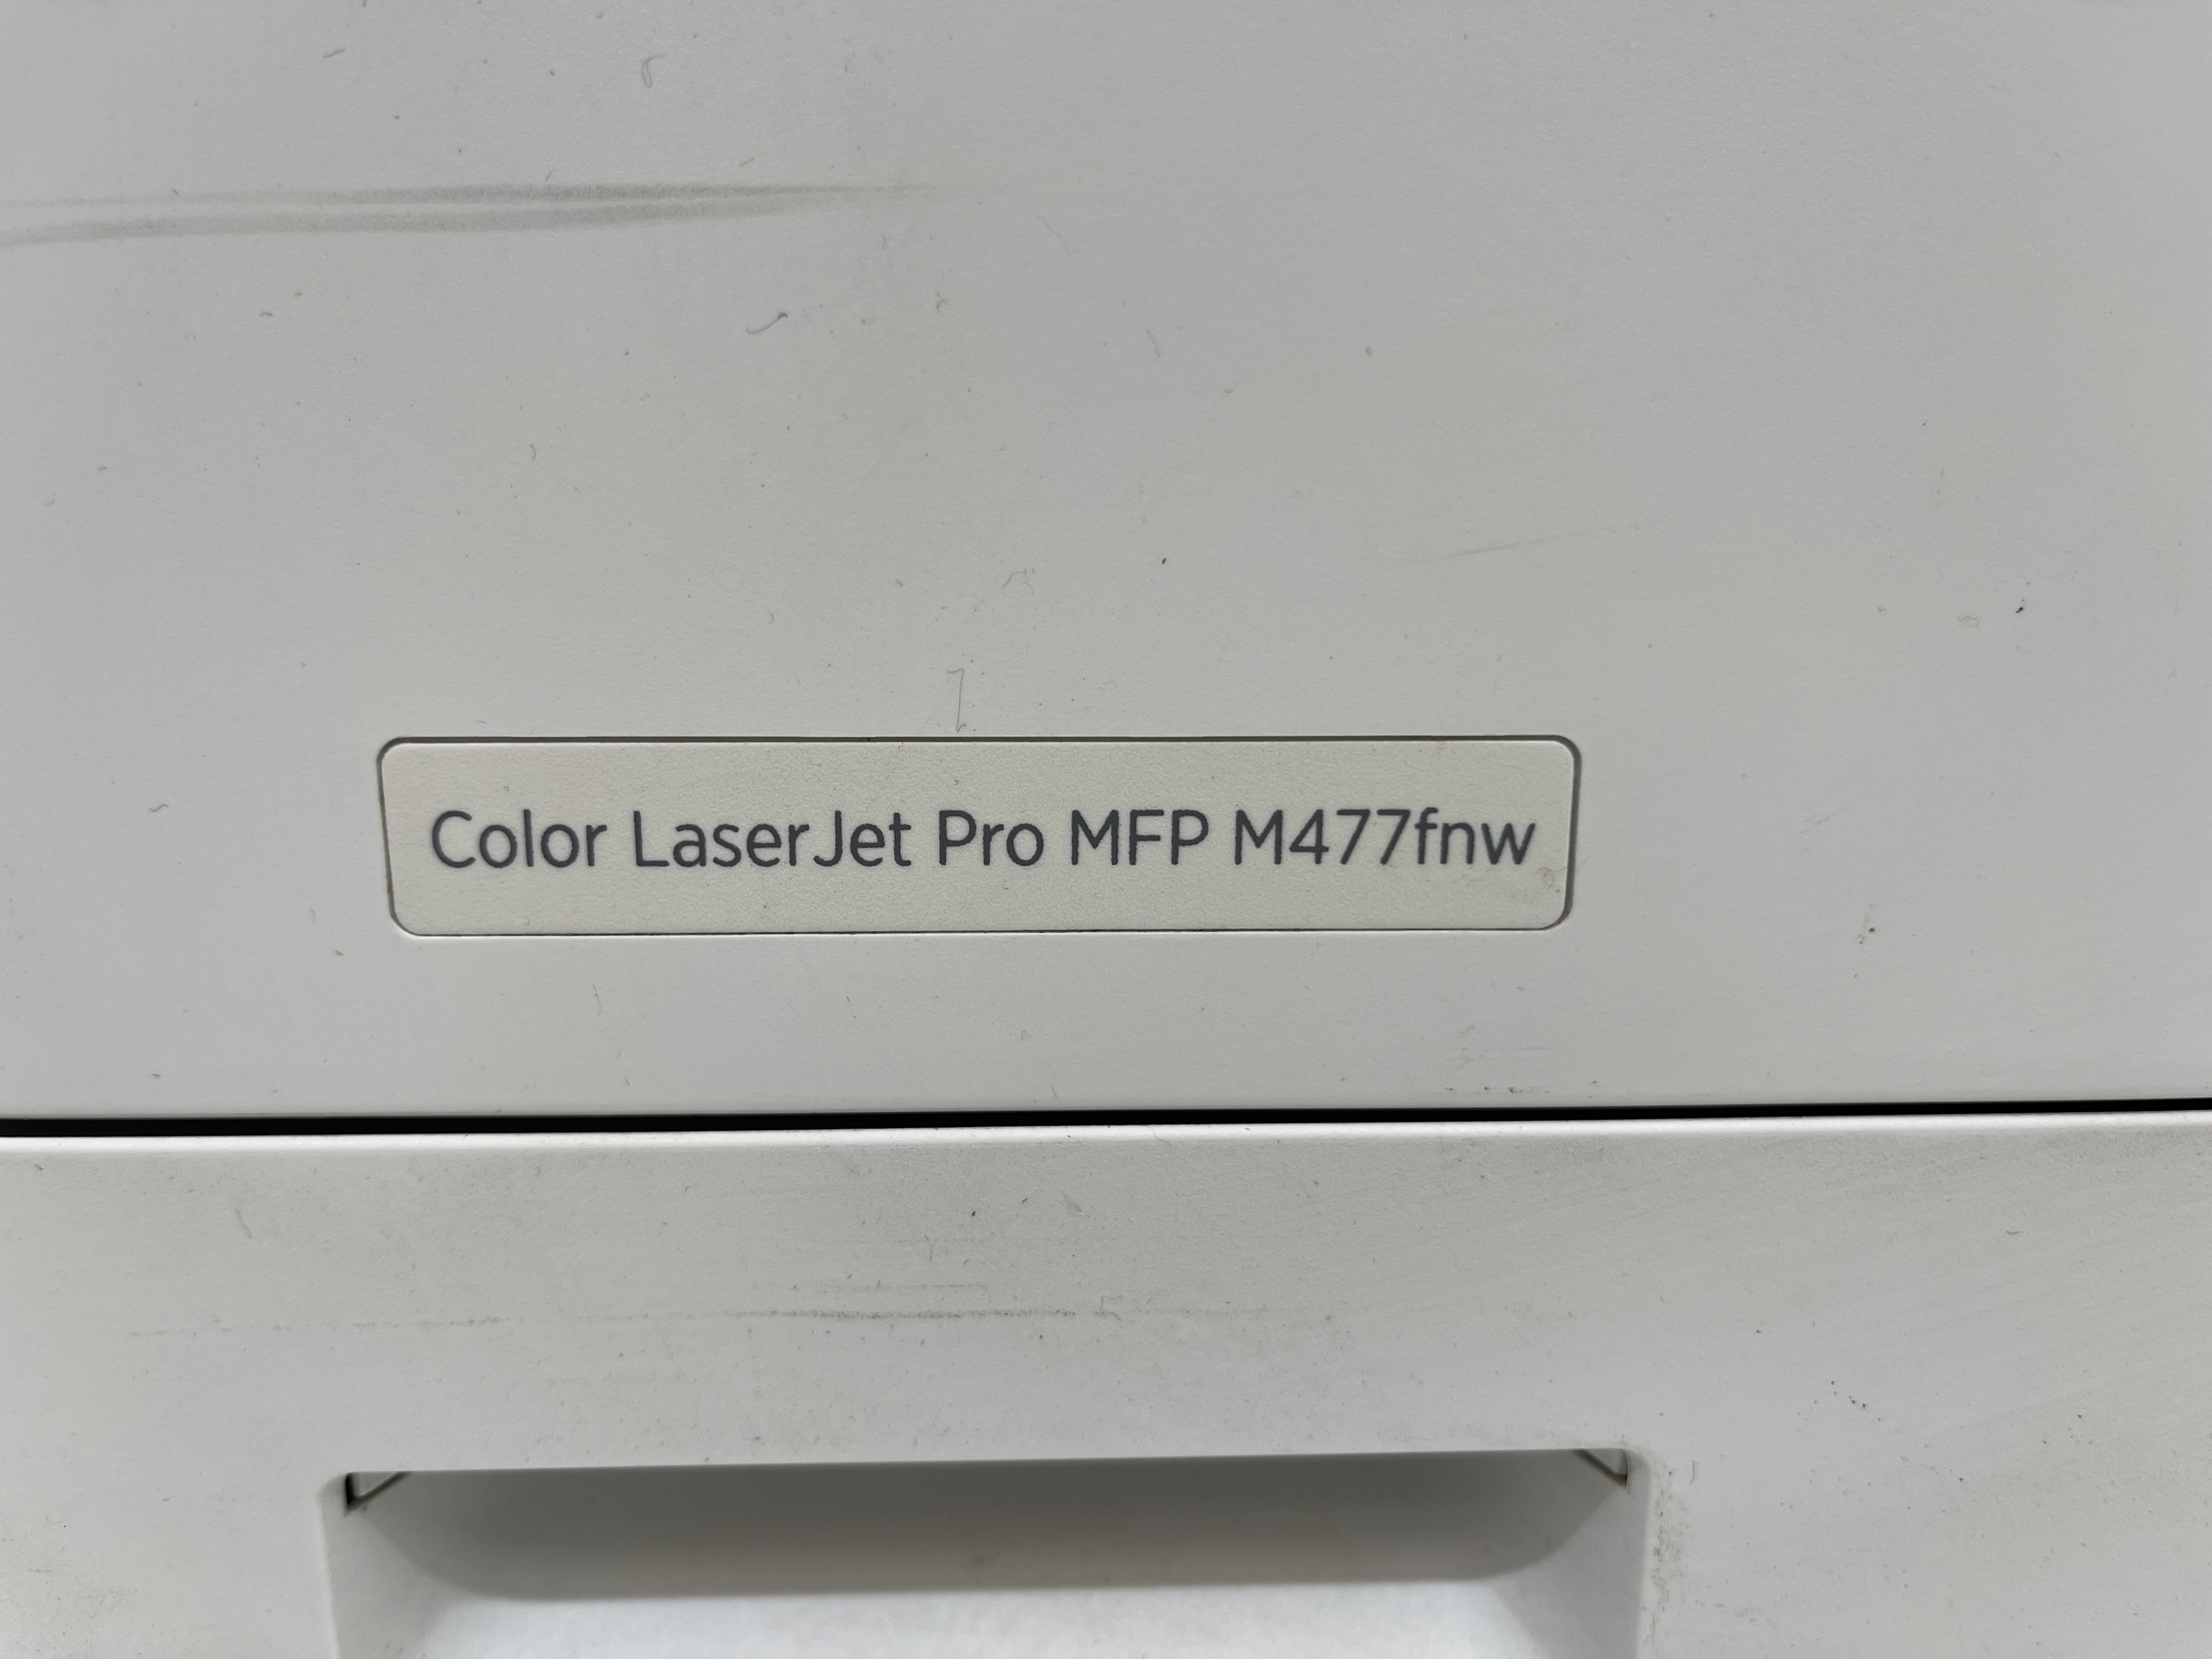 Color LaserJet Pro MFP M477fnw